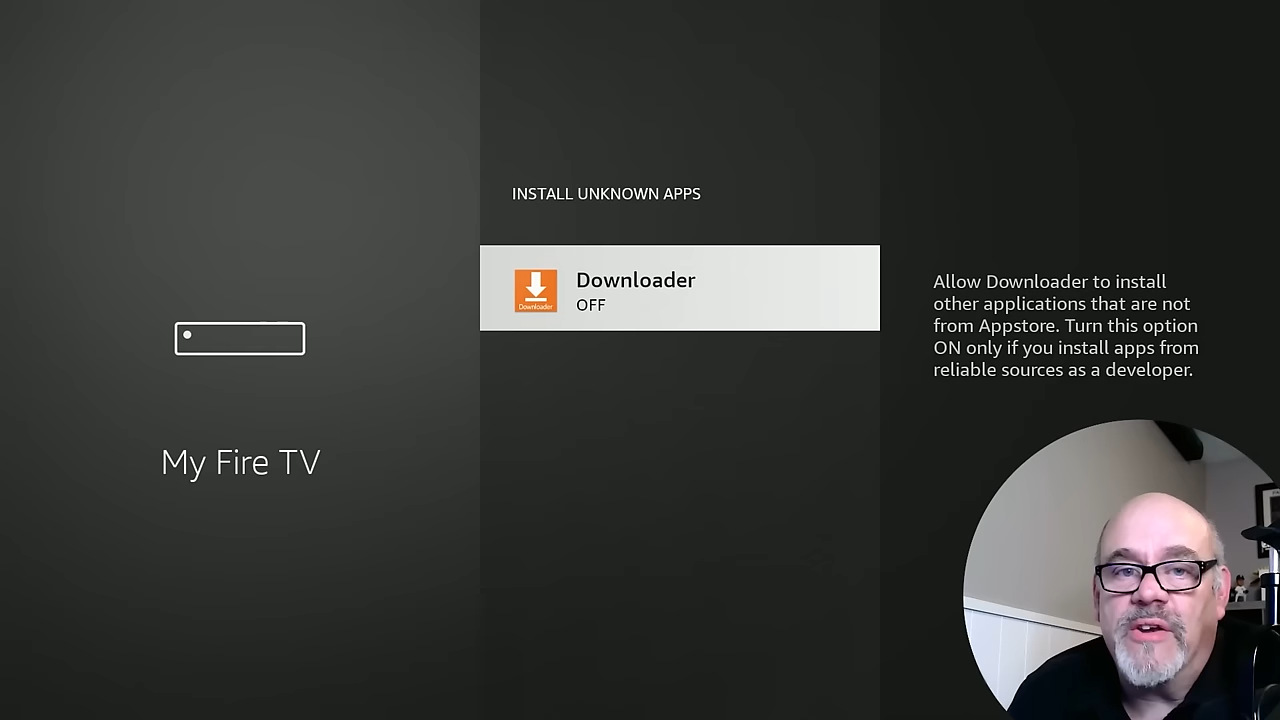 INSTALL UNKNOWN APPS
Downloader
Downloader
OFF
My Fire TV
Allow Downloader to install
other applications that are not
from Appstore. Turn this option
ON only if you install apps from
reliable sources as a developer.